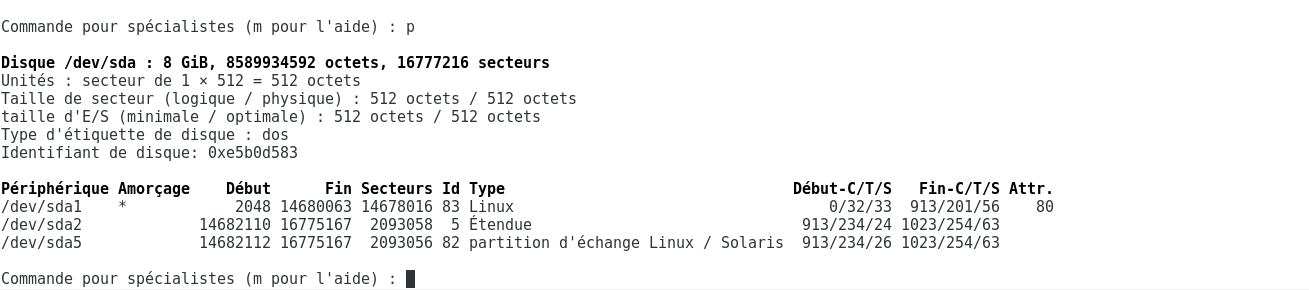 Commande pour spécialistes (m pour l'aide) : p
Disque /dev/sda : 8 GiB, 8589934592 octets, 16777216 secteurs
Unités : secteur de 1 × 512 = 512 octets
Taille de secteur (logique / physique) : 512 octets / 512 octets
taille d'E/S (minimale / optimale) : 512 octets / 512 octets
Type d'étiquette de disque : dos
Identifiant de disque: 0xe5b0d583
Périphérique Amorçage    Début      Fin Secteurs Id Type                                Début-C/T/S   Fin-C/T/S Attr.
/dev/sda1    *            2048 14680063 14678016 83 Linux                                   0/32/33  913/201/56    80
/dev/sda2             14682110 16775167  2093058  5 Étendue                              913/234/24 1023/254/63
/dev/sda5             14682112 16775167  2093056 82 partition d'échange Linux / Solaris  913/234/26 1023/254/63
Commande pour spécialistes (m pour l'aide) :